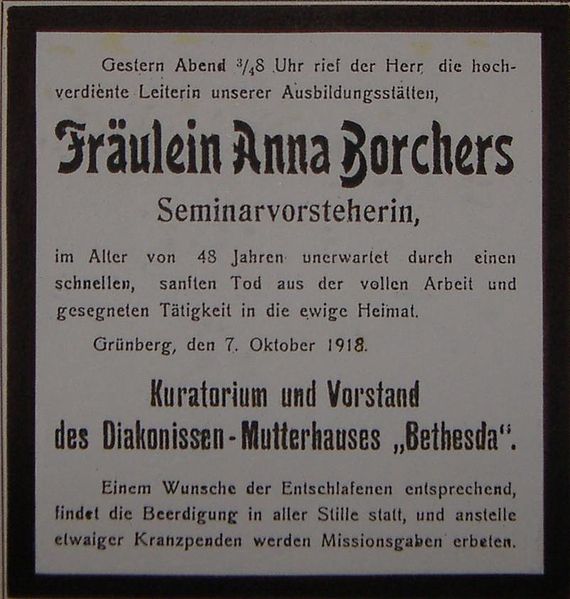 Gestern Abend ³/₄8 Uhr rief der Herr die hoch-
verdiente Leiterin unserer Ausbildungsstätten,
Fräulein Anna Borchers
Seminarvorsteherin,
im Alter von 48 Jahren unerwartet durch einen
schnellen, sanften Tod aus der vollen Arbeit und
gesegneten Tätigkeit in die ewige Heimat.
Grünberg, den 7. Oktober 1918.
Kuratorium und Vorstand
des Diakonissen-Mutterhauses „Bethesda“.
Einem Wunsche der Entschlafenen entsprechend,
findet die Beerdigung in aller Stille statt, und anstelle
etwaiger Kranzpenden werden Missionsgaben erbeten.